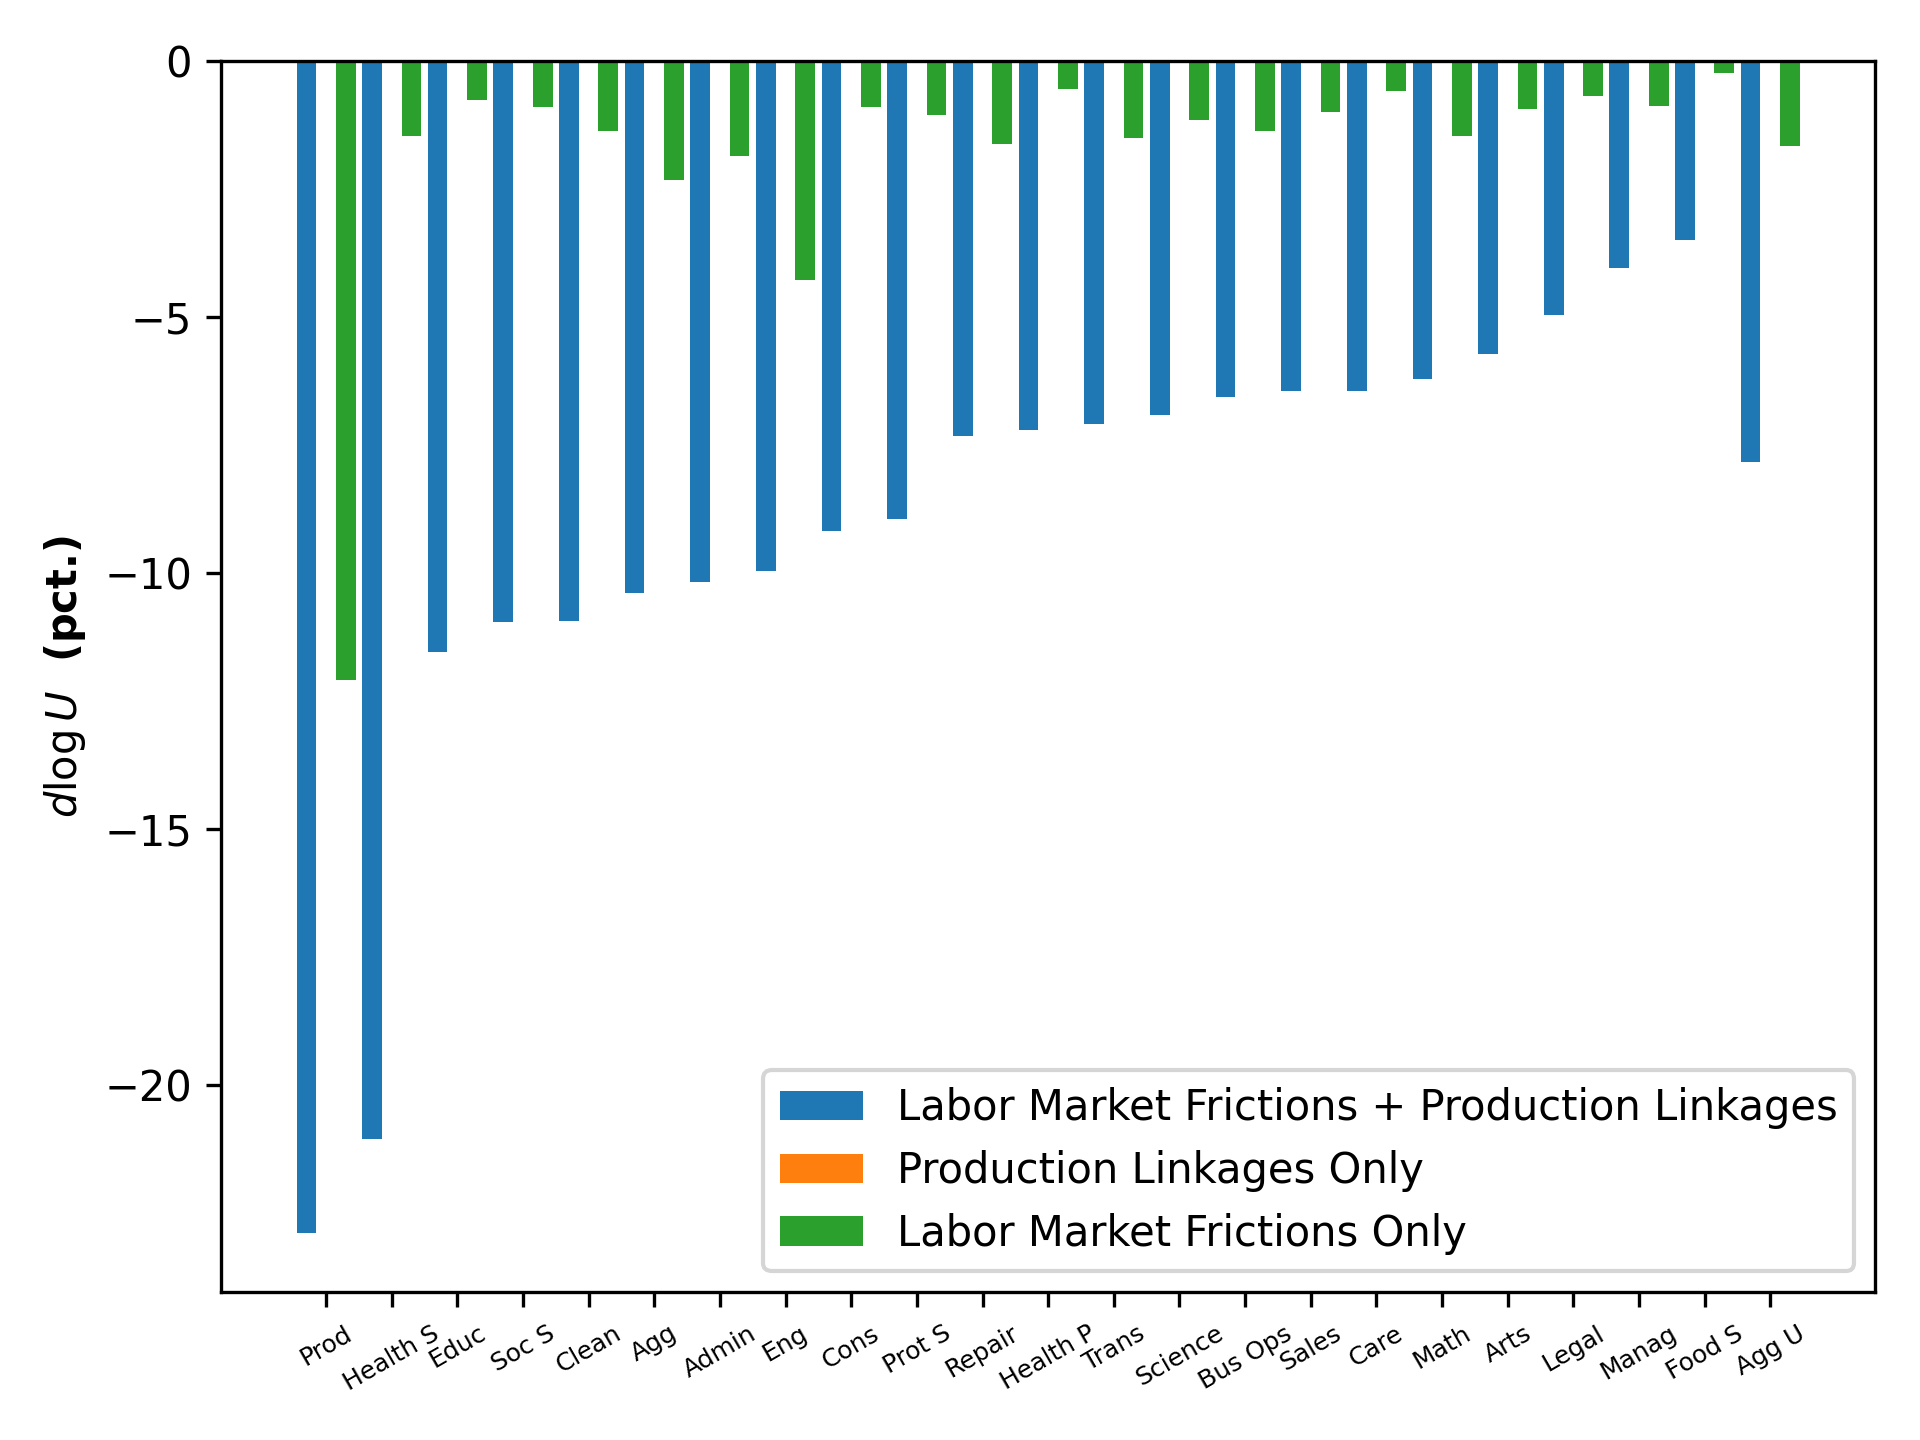 0
−5
−10
−15
−20
dlog U (pct.)
Labor Market Frictions + Production Linkages
Production Linkages Only
Labor Market Frictions Only
Prod
Health S
Educ
Soc S
Clean
Agg
Admin
Eng
Cons
Prot S
Repair
Health P
Trans
Science
Bus Ops
Sales
Care
Math
Arts
Legal
Manag
Food S
Agg U